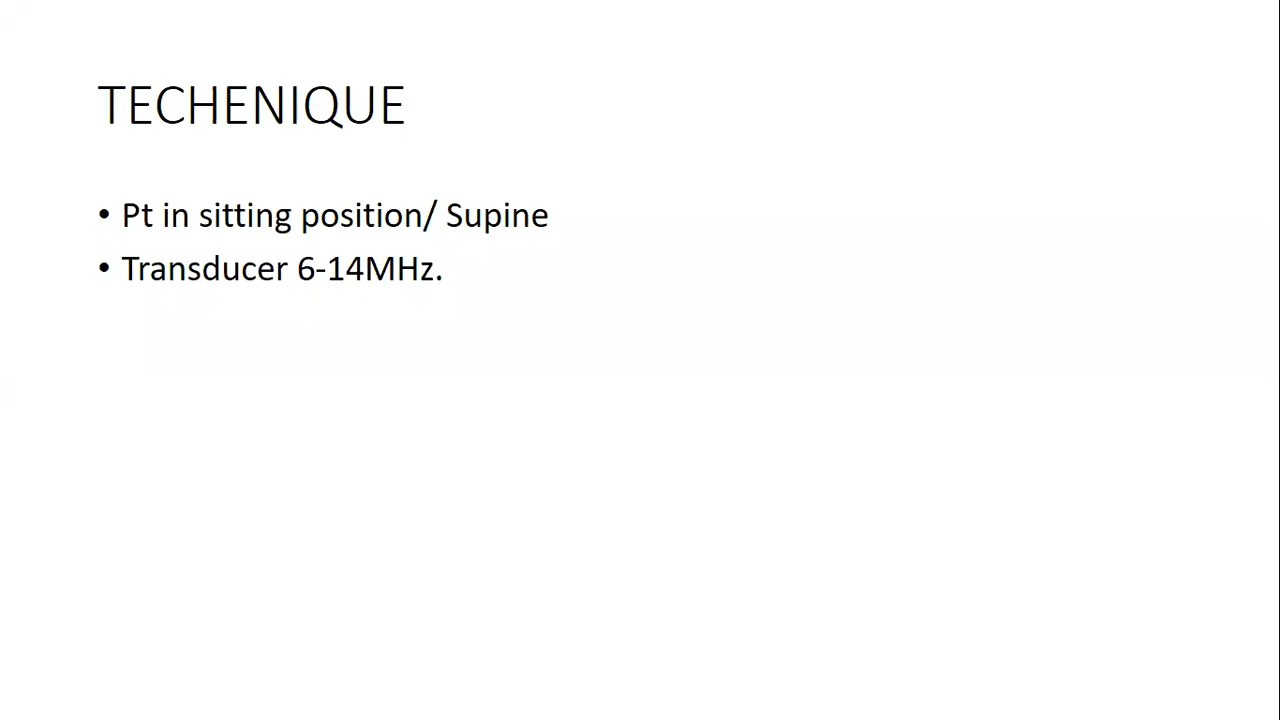 TECHENIQUE
• Pt in sitting position/ Supine
• Transducer 6-14MHz.